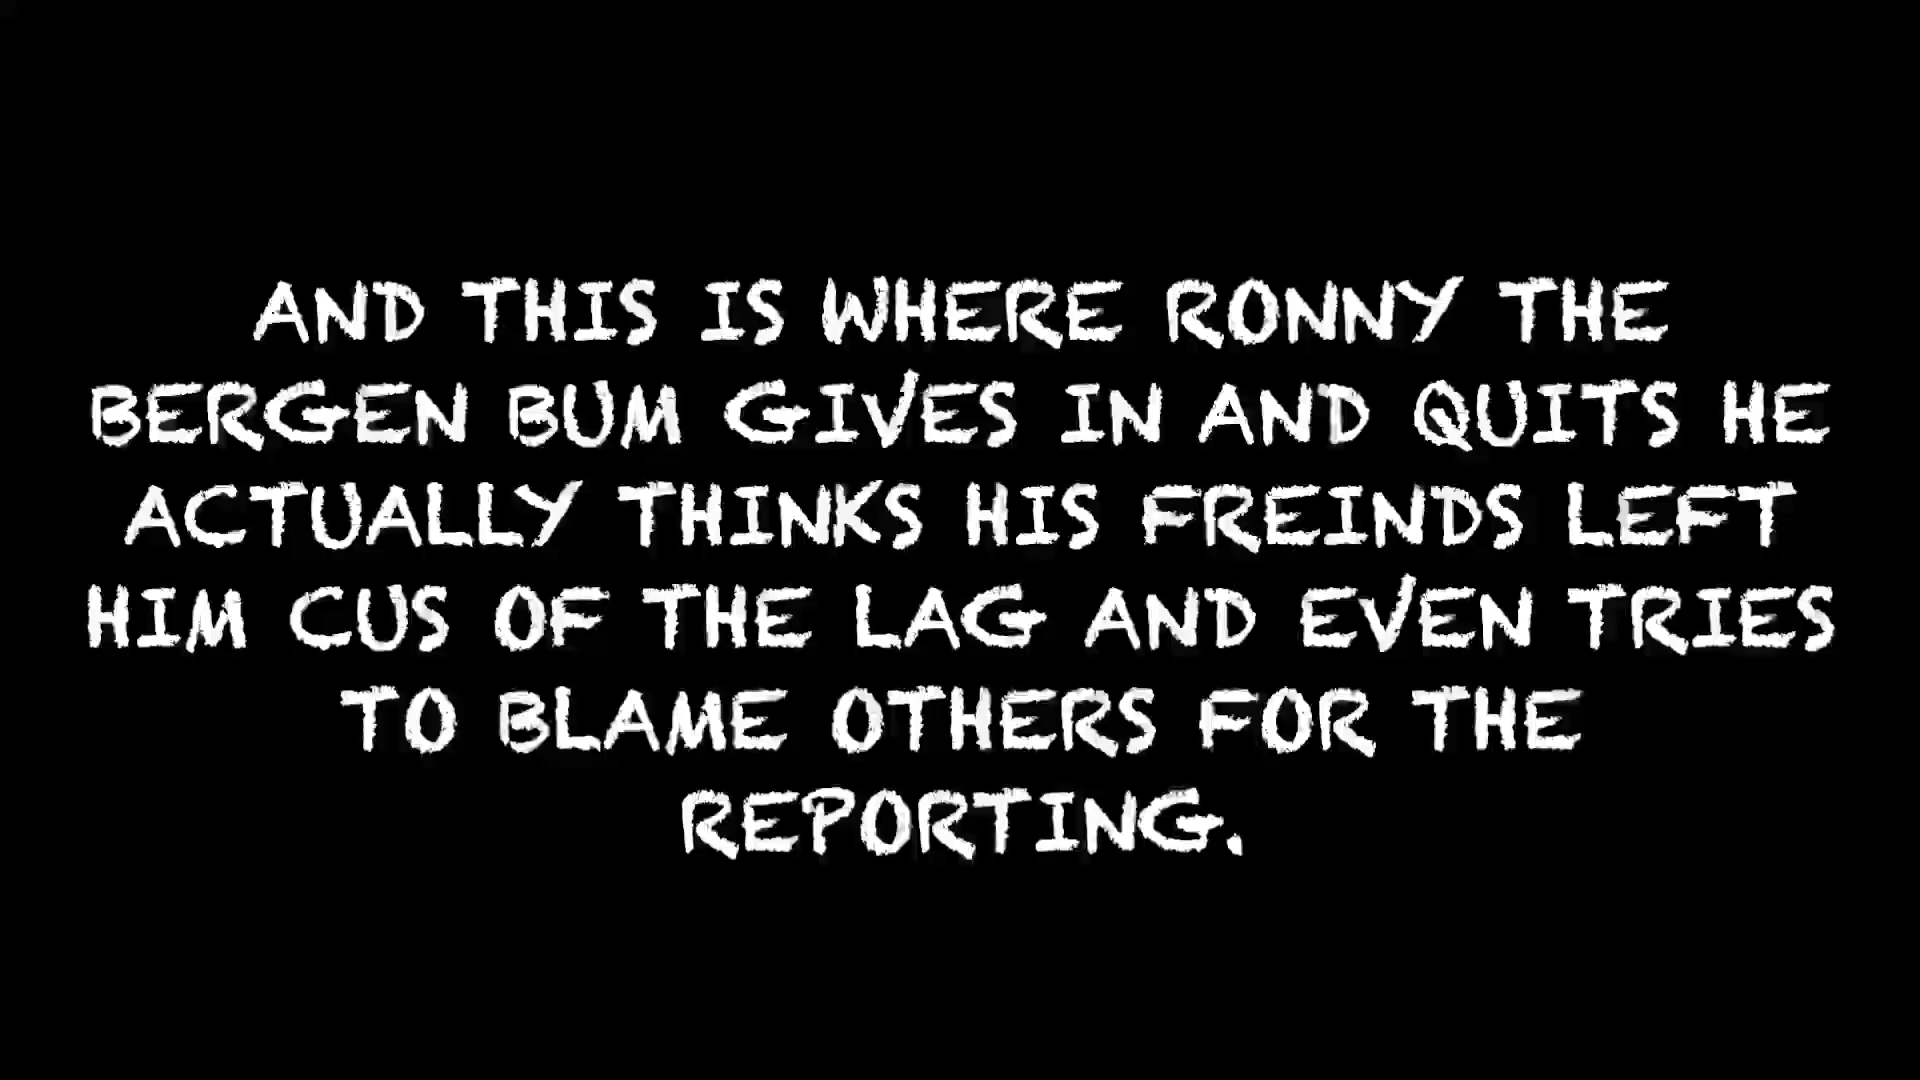 AND THIS IS WHERE RONNY THE
BERGEN BUM GIVES IN AND QUITS HE
ACTUALLY THINKS HIS FREINDS LEFT
HIM CUS OF THE LAG AND EVEN TRIES
TO BLAME OTHERS FOR THE
REPORTING.